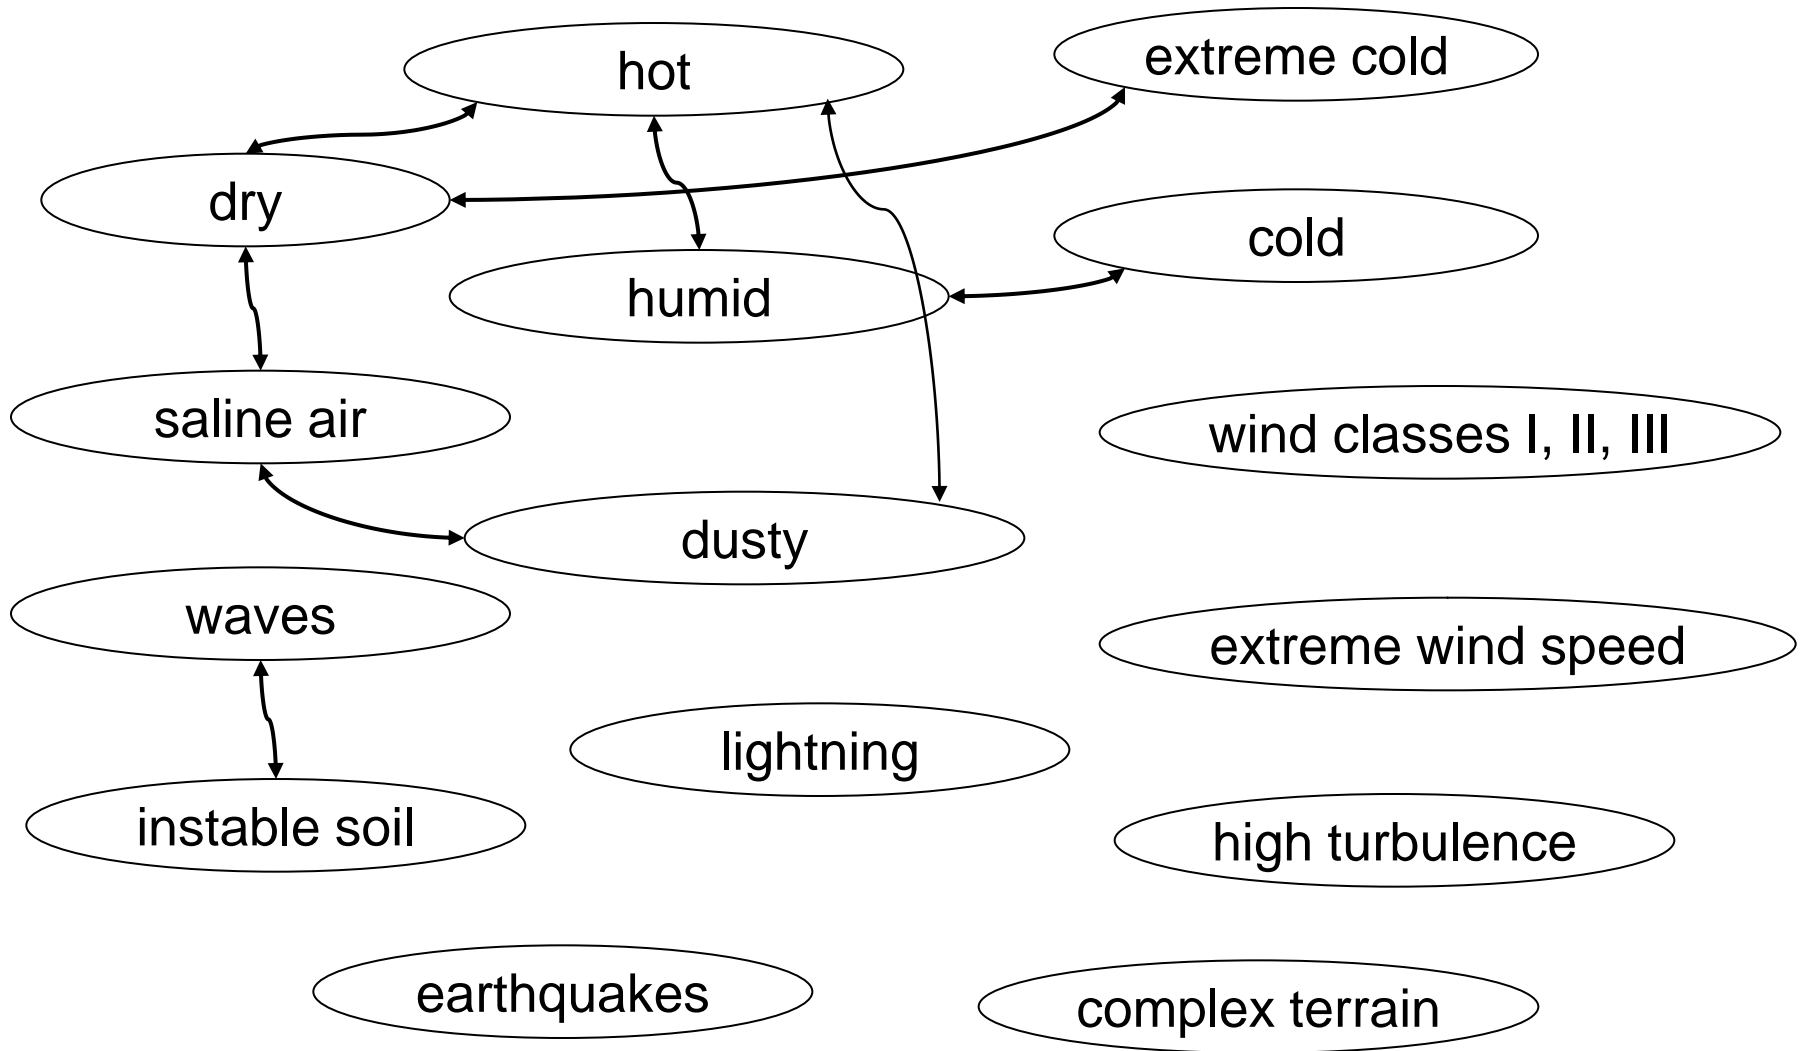 hot
extreme cold
dry
cold
humid
saline air
wind classes I, II, III
dusty
waves
extreme wind speed
lightning
instable soil
high turbulence
earthquakes
complex terrain